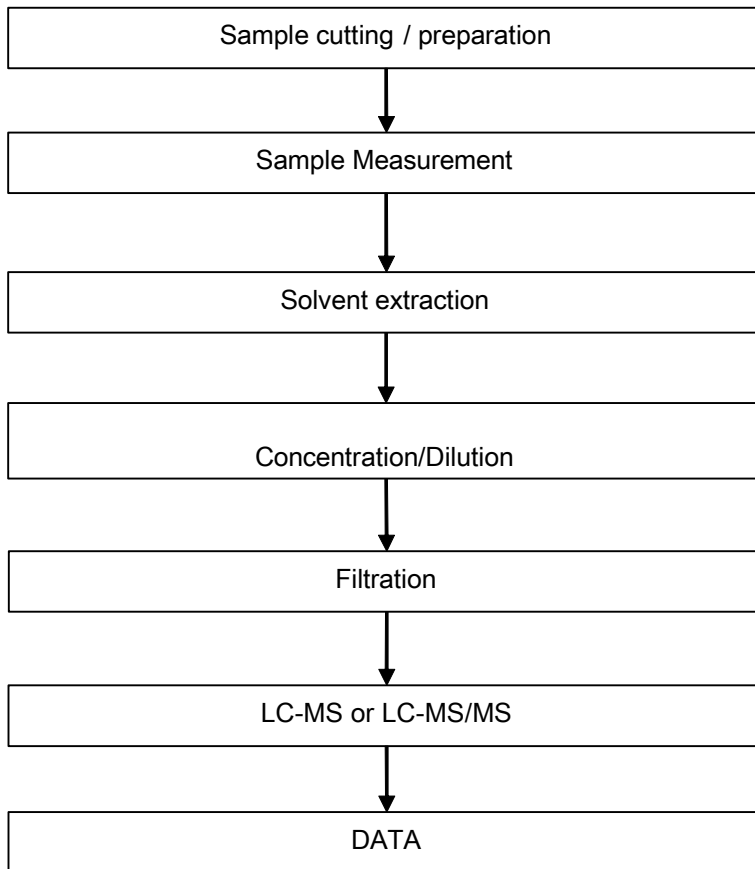 Sample cutting / preparation
Sample Measurement
Solvent extraction
Concentration/Dilution
Filtration
LC-MS or LC-MS/MS
DATA